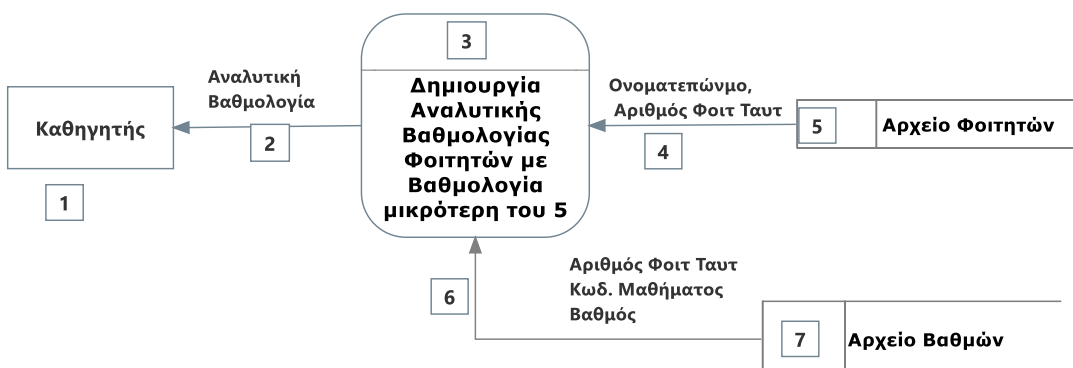 3
Αναλυτική
Βαθμολογία
Καθηγητής
2
1
Δημιουργία
Αναλυτικής
Βαθμολογίας
Φοιτητών με
Βαθμολογία
μικρότερη του 5
Ονοματεπώνμο,
Αριθμός Φοιτ Ταυτ
4
5
Αρχείο Φοιτητών
6
Αριθμός Φοιτ Ταυτ
Κωδ. Μαθήματος
Βαθμός
7
Αρχείο Βαθμών